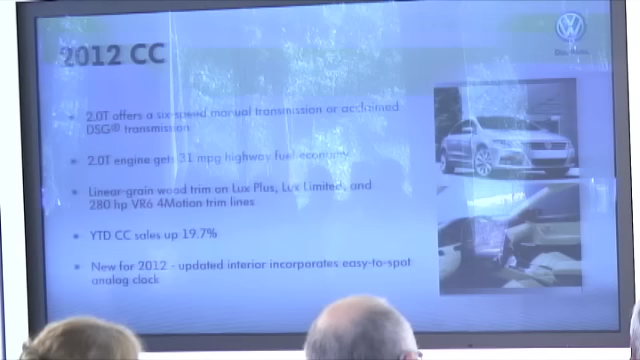 2012 CC
2.0T offers a six-speed manual transmission or acclaimed
DSG® transmission
2.0T engine gets 31 mpg highway fuel economy
Linear-grain wood trim on Lux Plus, Lux Limited, and
280 hp VR6 4Motion trim lines
YTD CC sales up 19.7%
New for 2012 - updated interior incorporates easy-to-spot
analog clock